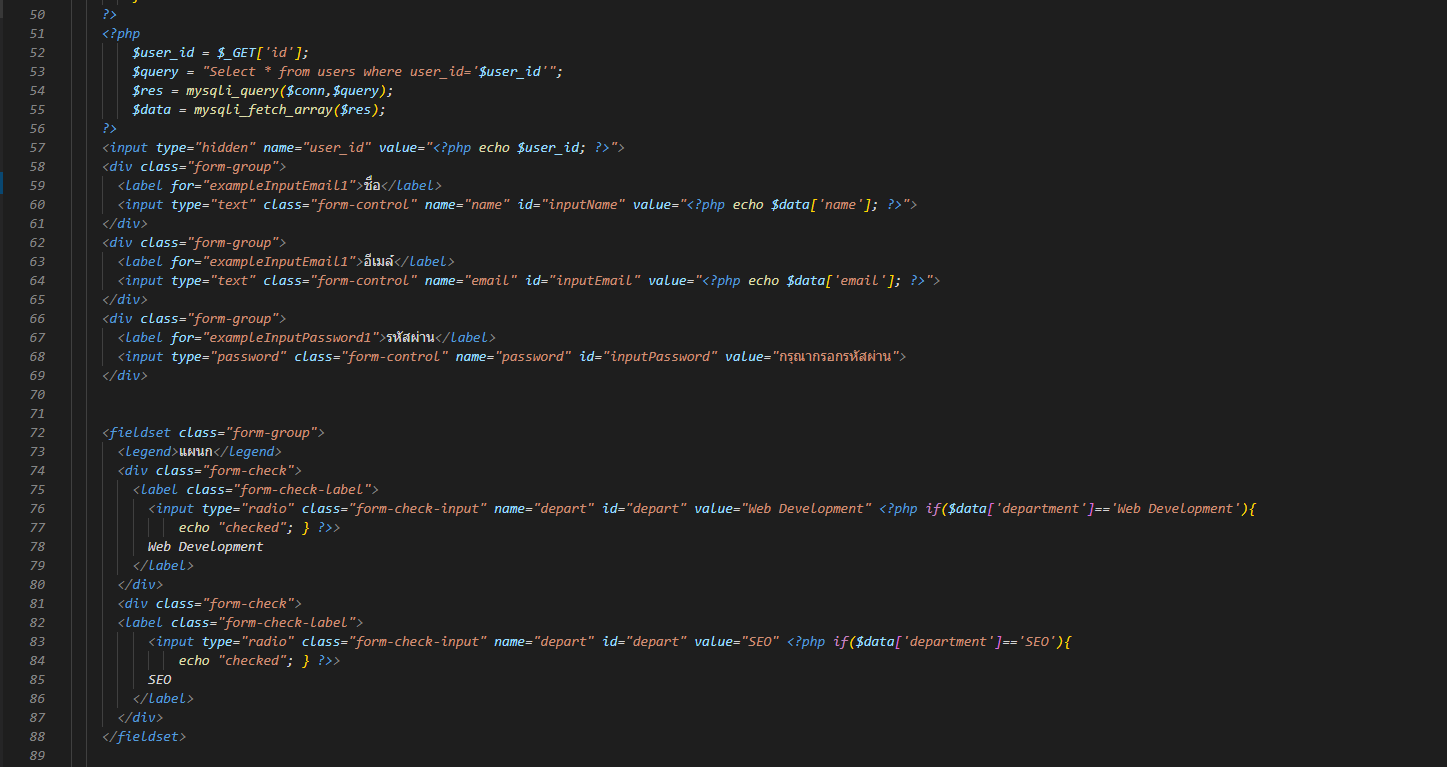 50 ?>
51 <?php
52 $user_id = $_GET['id'];
53 $query = "Select * from users where user_id='$user_id'";
54 $res = mysqli_query($conn,$query);
55 $data = mysqli_fetch_array($res);
56 ?>
57 <input type="hidden" name="user_id" value="<?php echo $user_id; ?>">
58 <div class="form-group">
59 <label for="exampleInputEmail1">ชื่อ</label>
60 <input type="text" class="form-control" name="name" id="inputName" value="<?php echo $data['name']; ?>">
61 </div>
62 <div class="form-group">
63 <label for="exampleInputEmail1">อีเมล์</label>
64 <input type="text" class="form-control" name="email" id="inputEmail" value="<?php echo $data['email']; ?>">
65 </div>
66 <div class="form-group">
67 <label for="exampleInputPassword1">รหัสผ่าน</label>
68 <input type="password" class="form-control" name="password" id="inputPassword" value="กรุณากรอกรหัสผ่าน">
69 </div>
70
71
72 <fieldset class="form-group">
73 <legend>แผนก</legend>
74 <div class="form-check">
75 <label class="form-check-label">
76 <input type="radio" class="form-check-input" name="depart" id="depart" value="Web Development" <?php if($data['department']=='Web Development'){
77 echo "checked"; } ?>>
78 Web Development
79 </label>
80 </div>
81 <div class="form-check">
82 <label class="form-check-label">
83 <input type="radio" class="form-check-input" name="depart" id="depart" value="SEO" <?php if($data['department']=='SEO'){
84 echo "checked"; } ?>>
85 SEO
86 </label>
87 </div>
88 </fieldset>
89